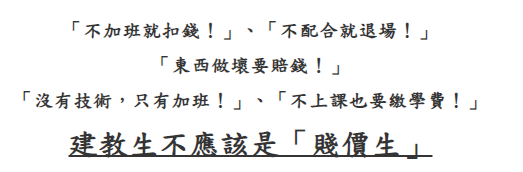 「不加班就扣錢！」、「不配合就退場！」
「東西做壞要賠錢！」
「沒有技術，只有加班！」、「不上課也要繳學費！」
建教生不應該是「賤價生」